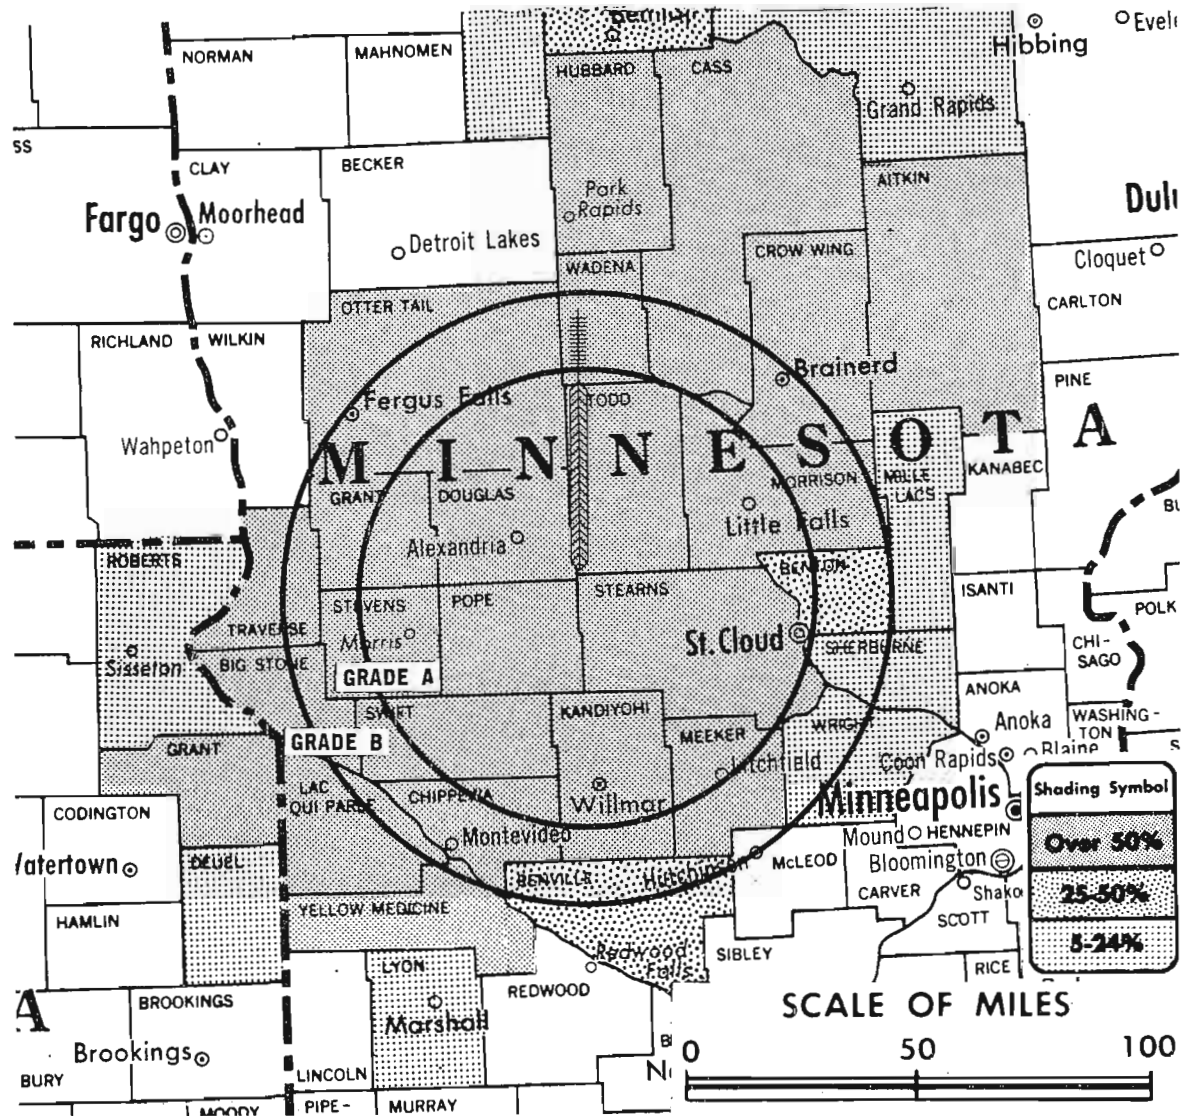 Hibbing
NORMAN
MAHNOMEN
HUBBARD
CASS
Grand Rapids
SS
CLAY
BECKER
AITKIN
Fargo
Moorhead
Park
Rapids
Detroit Lakes
CROW WING
WADENA
Cloquet
OTTER TAIL
CARLTON
RICHLAND
WILKIN
Brainerd
PINE
Fergus Falls
TODD
Wahpeton
MINNESOTA
GRANT
DOUGLAS
MORRISON
MILLE
LACS
KANABEC
Little Falls
Alexandria
ROBERTS
BENTON
STEVENS
POPE
STEARNS
ISANTI
POLK
TRAVERSE
Morris
St. Cloud
SHERBURNE
CHI-
SAGO
Sisseton
BIG STONE
GRADE A
ANOKA
SWIFT
KANDIYOHI
WASHING-
TON
Anoka
WRIGHT
MEEKER
GRADE B
GRANT
Coon Rapids
Blaine
Litchfield
LAC
QUI PARLE
CHIPPEWA
Willmar
Minneapolis
Shading Symbol
Over 50%
25-50%
5-24%
CODINGTON
Montevideo
Mound
HENNEPIN
Bloomington
Watertown
DEUEL
RENVILLE
Hutchinson
McLEOD
CARVER
Shako
HAMLIN
YELLOW MEDICINE
SCOTT
Redwood
Falls
SIBLEY
LYON
RICE
REDWOOD
A
BROOKINGS
Marshall
SCALE OF MILES
0 50 100
Brookings
BURY
LINCOLN
MOODY
PIPE-
MURRAY